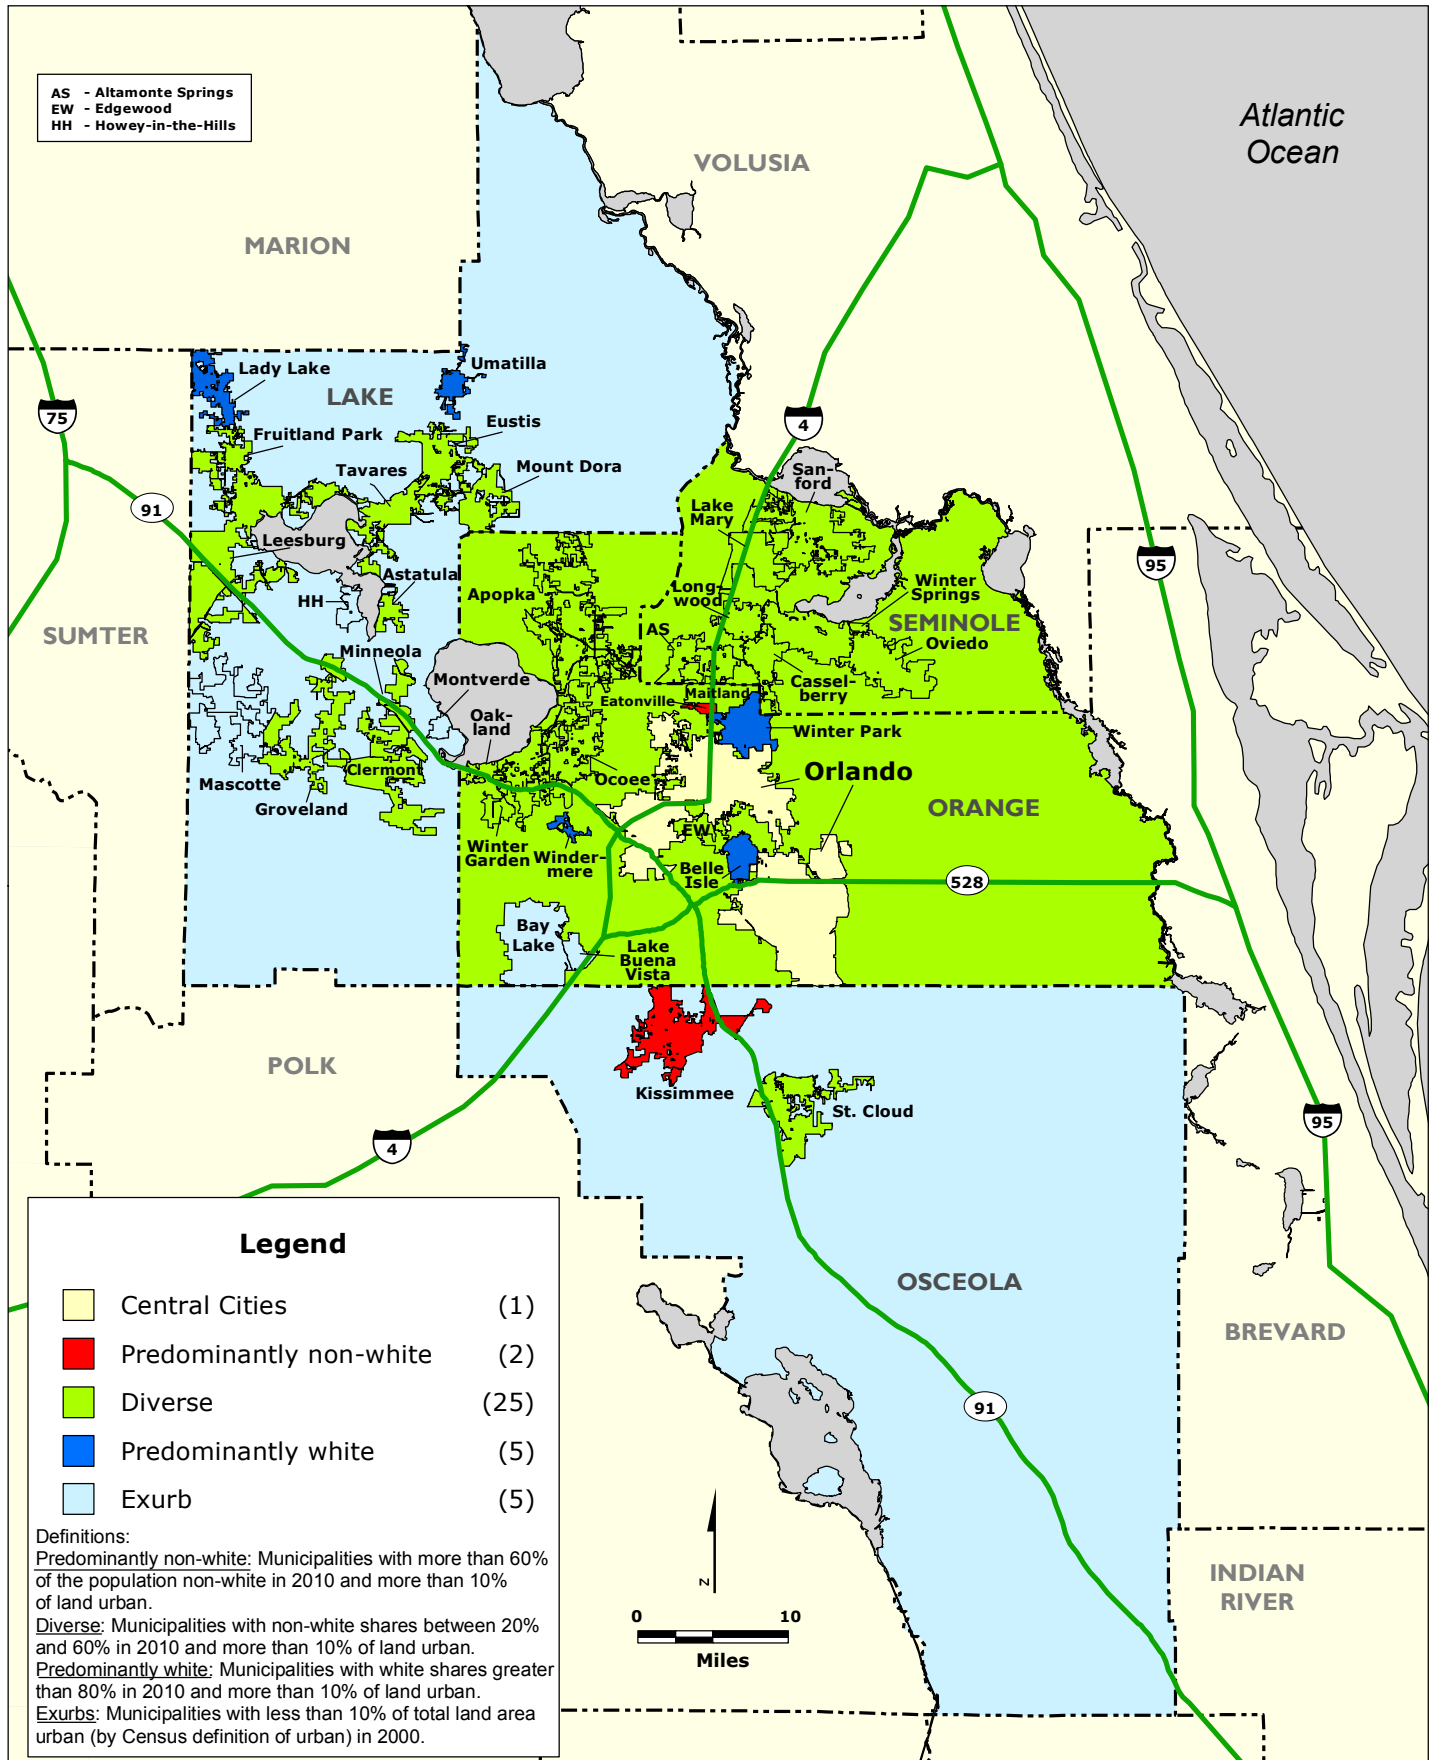 AS - Altamonte Springs
EW - Edgewood
HH - Howey-in-the-Hills
Atlantic
Ocean
VOLUSIA
MARION
Lady Lake
Umatilla
LAKE
75
4
Fruitland Park
Eustis
Tavares
Mount Dora
San-
ford
91
Lake
Mary
Leesburg
95
Astatula
HH
Apopka
Long-
wood
Winter
Springs
SUMTER
AS
SEMINOLE
Oviedo
Minneola
Montverde
Cassel-
berry
Maitland
Eatonville
Oak-
land
Winter Park
Mascotte
Clermont
Ocoee
Orlando
Groveland
ORANGE
EW
Winter
Garden
Winder-
mere
Belle
Isle
528
Bay
Lake
Lake
Buena
Vista
POLK
Kissimmee
St. Cloud
95
4
OSCEOLA
BREVARD
91
INDIAN
RIVER
Legend
Central Cities (1)
Predominantly non-white (2)
Diverse (25)
Predominantly white (5)
Exurb (5)
Definitions:
Predominantly non-white: Municipalities with more than 60%
of the population non-white in 2010 and more than 10%
of land urban.
Diverse: Municipalities with non-white shares between 20%
and 60% in 2010 and more than 10% of land urban.
Predominantly white: Municipalities with white shares greater
than 80% in 2010 and more than 10% of land urban.
Exurbs: Municipalities with less than 10% of total land area
urban (by Census definition of urban) in 2000.
N
0 10
Miles